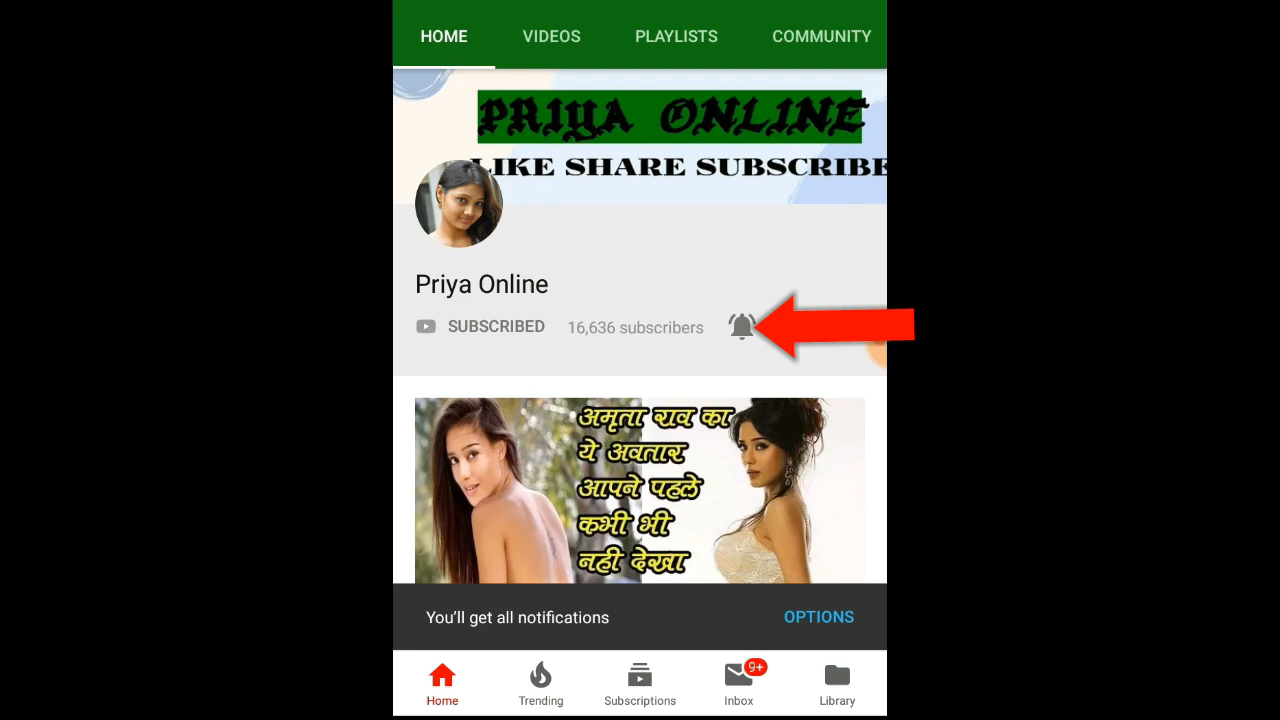 HOME VIDEOS PLAYLISTS COMMUNITY
PRIYA ONLINE
LIKE SHARE SUBSCRIBE
Priya Online
SUBSCRIBED 16,636 subscribers
अमृता राव का
ये अवतार
आपने पहले
कभी भी
नही देखा
You’ll get all notifications OPTIONS
9+
Home Trending Subscriptions Inbox Library